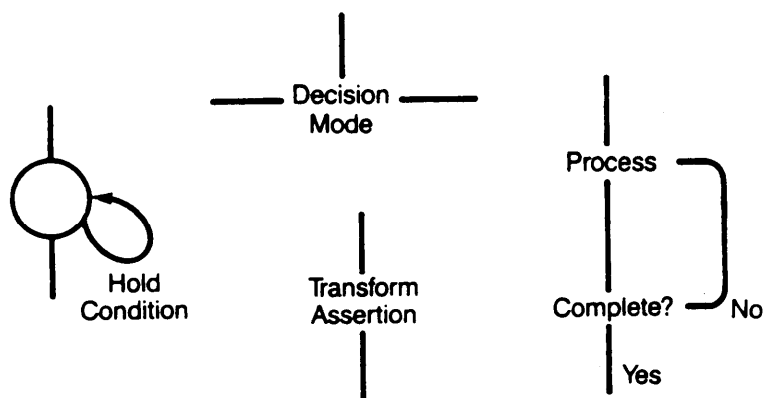 Decision
Mode
Process
Hold
Condition
Transform
Assertion
Complete?
No
Yes